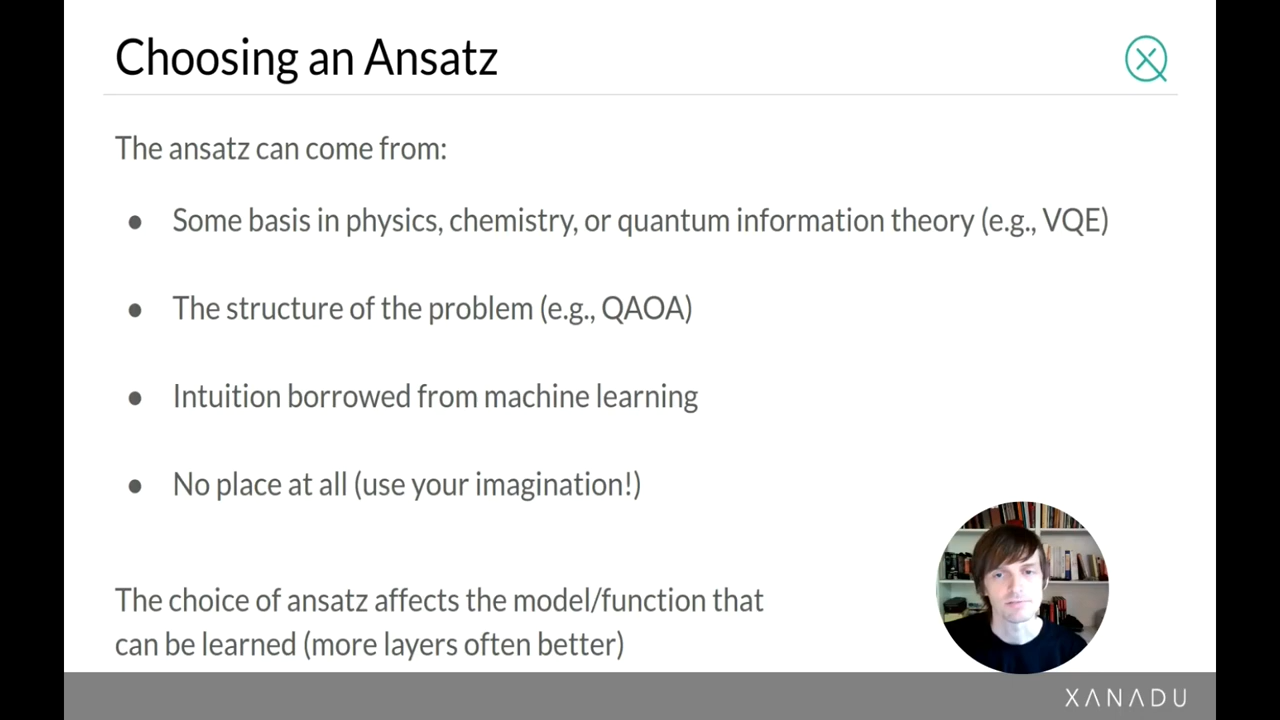 Choosing an Ansatz
The ansatz can come from:
● Some basis in physics, chemistry, or quantum information theory (e.g., VQE)
● The structure of the problem (e.g., QAOA)
● Intuition borrowed from machine learning
● No place at all (use your imagination!)
The choice of ansatz affects the model/function that
can be learned (more layers often better)
XANADU